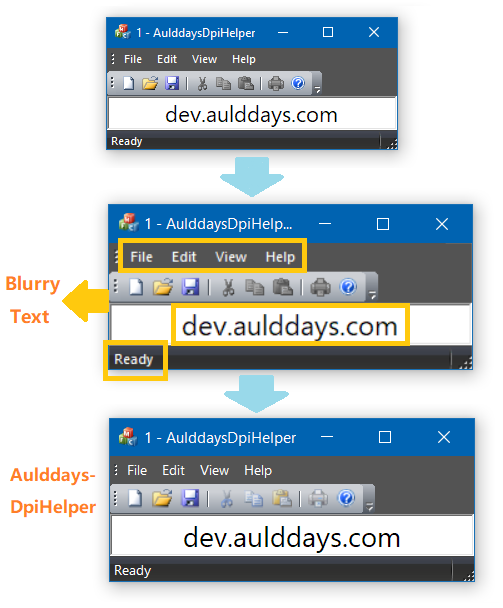 1 - AulddaysDpiHelper
File Edit View Help
dev.aulddays.com
Ready
1 - AulddaysDpiHelp...
File Edit View Help
Blurry
Text
dev.aulddays.com
Ready
1 - AulddaysDpiHelper
File Edit View Help
Aulddays-
DpiHelper
dev.aulddays.com
Ready